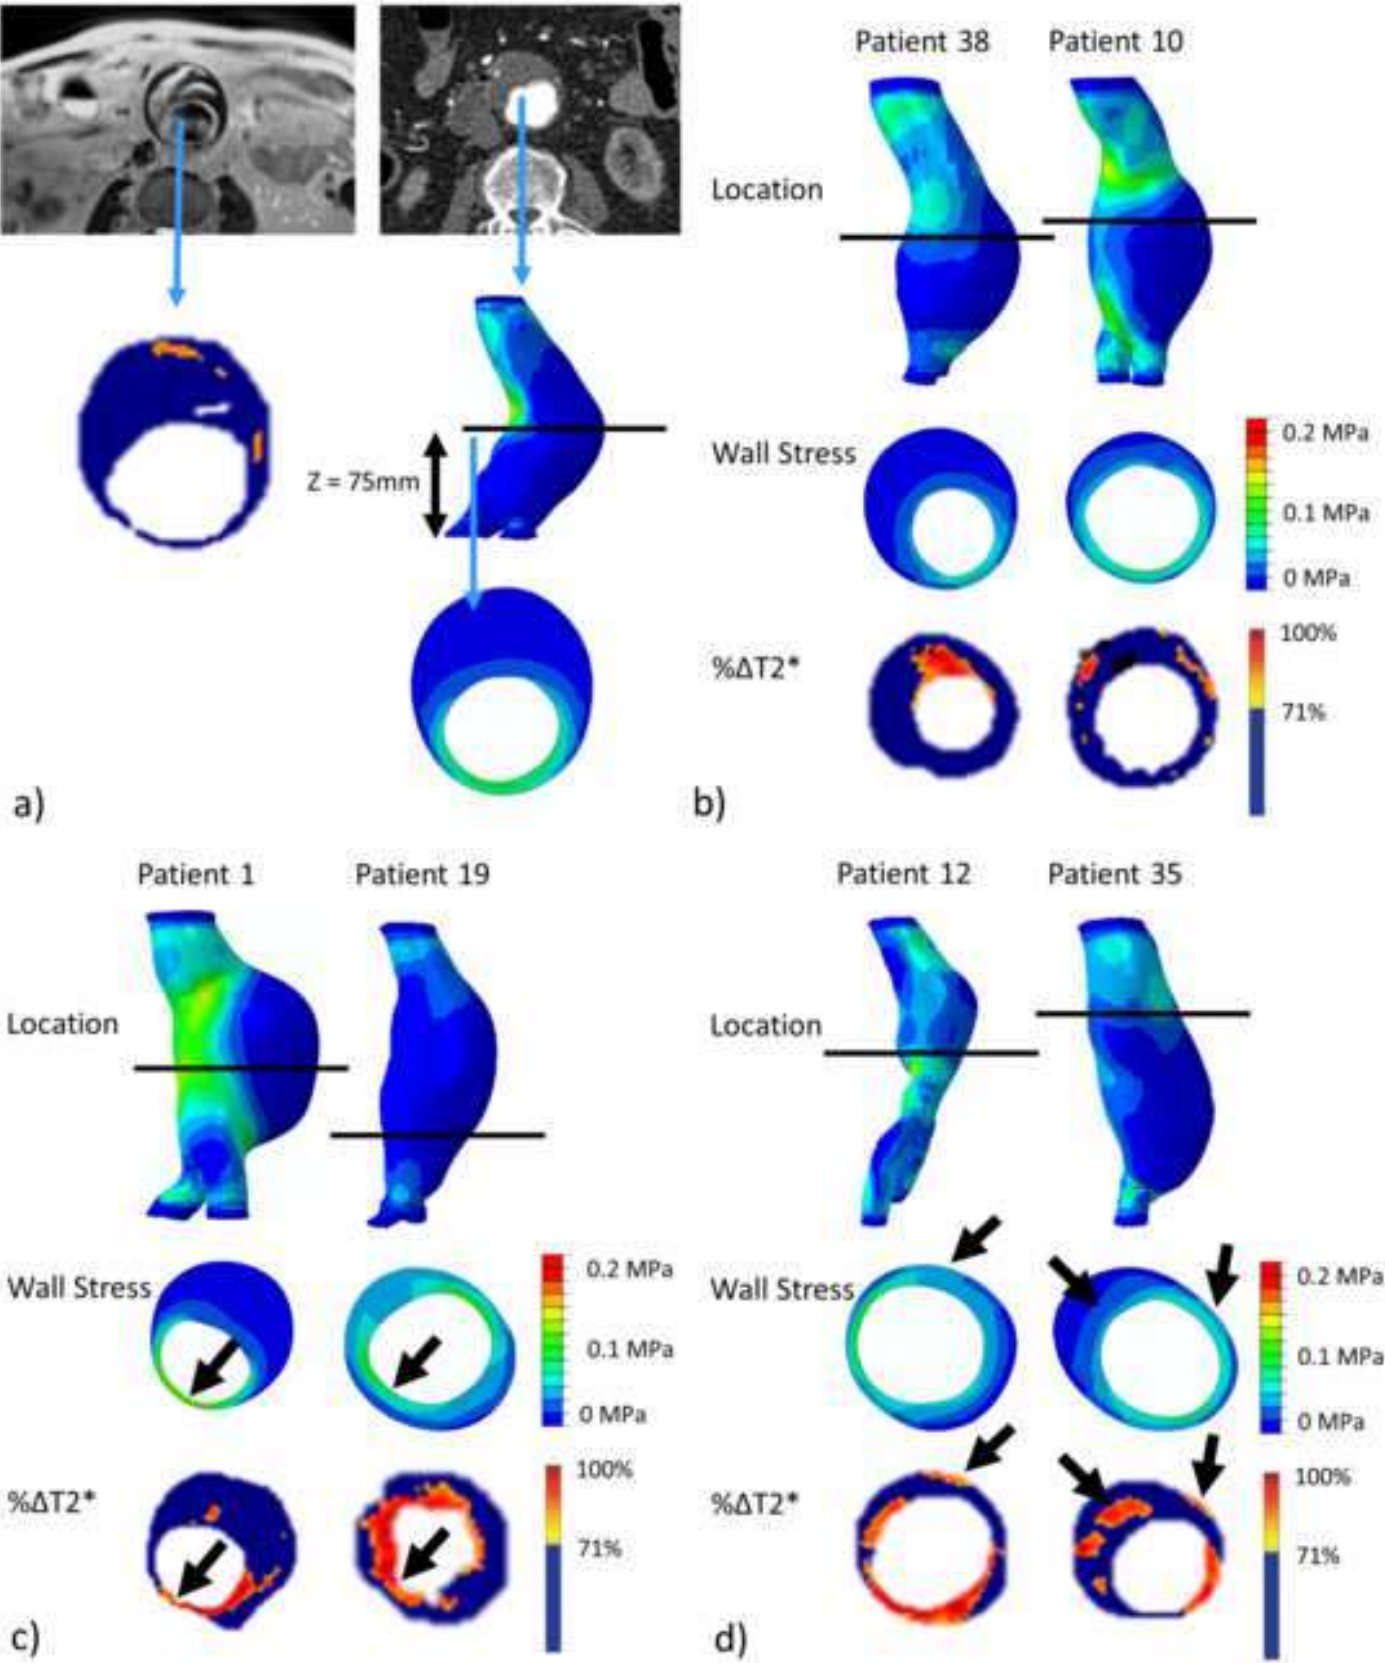 Z = 75mm
a)
Patient 38 Patient 10
Location
Wall Stress
0.2 MPa
0.1 MPa
0 MPa
%ΔT2*
100%
71%
b)
Patient 1 Patient 19
Location
Wall Stress
0.2 MPa
0.1 MPa
0 MPa
%ΔT2*
100%
71%
c)
Patient 12 Patient 35
Location
Wall Stress
0.2 MPa
0.1 MPa
0 MPa
%ΔT2*
100%
71%
d)